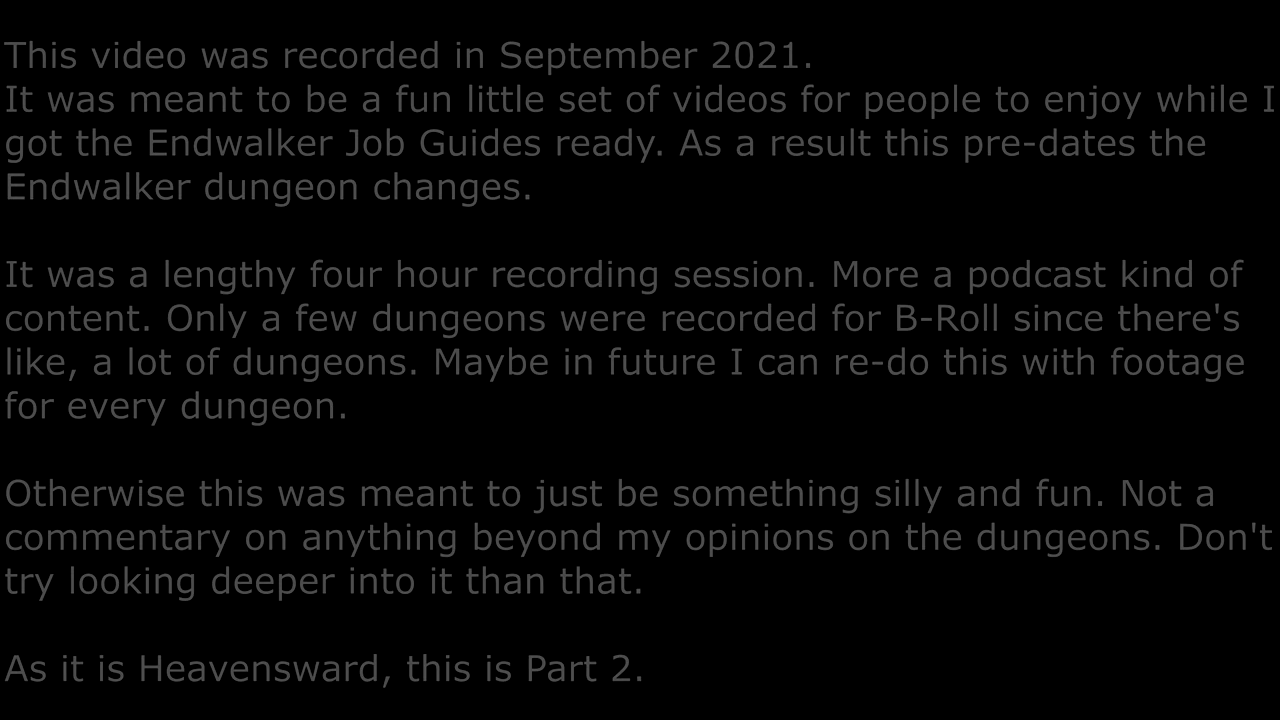 This video was recorded in September 2021.
It was meant to be a fun little set of videos for people to enjoy while I
got the Endwalker Job Guides ready. As a result this pre-dates the
Endwalker dungeon changes.
It was a lengthy four hour recording session. More a podcast kind of
content. Only a few dungeons were recorded for B-Roll since there's
like, a lot of dungeons. Maybe in future I can re-do this with footage
for every dungeon.
Otherwise this was meant to just be something silly and fun. Not a
commentary on anything beyond my opinions on the dungeons. Don't
try looking deeper into it than that.
As it is Heavensward, this is Part 2.